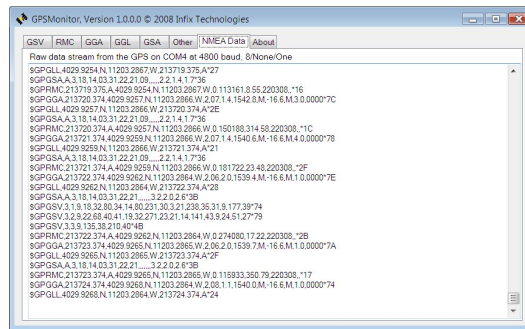 GPSMonitor, Version 1.0.0.0 © 2008 Infix Technologies
GSV RMC GGA GGL GSA Other NMEA Data About
Raw data stream from the GPS on COM4 at 4800 baud, 8/None/One
$GPGLL,4029.9254,N,11203.2867,W,213719.375,A*27
$GPGSA,A,3,18,14,03,31,22,21,09,,,,,,2.2,1.4,1.7*36
$GPRMC,213719.375,A,4029.9254,N,11203.2867,W,0.113161,8.55,220308,,*16
$GPGGA,213720.374,4029.9257,N,11203.2866,W,2,07,1.4,1542.8,M,-16.6,M,3.0,0000*7C
$GPGLL,4029.9257,N,11203.2866,W,213720.374,A*2E
$GPGSA,A,3,18,14,03,31,22,21,09,,,,,,2.2,1.4,1.7*36
$GPRMC,213720.374,A,4029.9257,N,11203.2866,W,0.150188,314.58,220308,,*1C
$GPGGA,213721.374,4029.9259,N,11203.2866,W,2,07,1.4,1540.6,M,-16.6,M,4.0,0000*78
$GPGLL,4029.9259,N,11203.2866,W,213721.374,A*21
$GPGSA,A,3,18,14,03,31,22,21,09,,,,,,2.2,1.4,1.7*36
$GPRMC,213721.374,A,4029.9259,N,11203.2866,W,0.181722,23.48,220308,,*2F
$GPGGA,213722.374,4029.9262,N,11203.2864,W,2,06,2.0,1539.4,M,-16.6,M,1.0,0000*7E
$GPGLL,4029.9262,N,11203.2864,W,213722.374,A*28
$GPGSA,A,3,18,14,03,31,22,21,,,,,,,3.2,2.0,2.6*3B
$GPGSV,3,1,9,18,32,80,34,14,80,231,30,3,21,238,35,31,9,177,39*74
$GPGSV,3,2,9,22,68,40,41,19,32,271,23,21,14,141,43,9,24,51,27*79
$GPGSV,3,3,9,135,38,210,40*4B
$GPRMC,213722.374,A,4029.9262,N,11203.2864,W,0.274080,17.22,220308,,*2B
$GPGGA,213723.374,4029.9265,N,11203.2865,W,2,06,2.0,1539.7,M,-16.6,M,1.0,0000*7A
$GPGLL,4029.9265,N,11203.2865,W,213723.374,A*2F
$GPGSA,A,3,18,14,03,31,22,21,,,,,,,3.2,2.0,2.6*3B
$GPRMC,213723.374,A,4029.9265,N,11203.2865,W,0.115933,350.79,220308,,*17
$GPGGA,213724.374,4029.9268,N,11203.2864,W,2,08,1.1,1540.0,M,-16.6,M,1.0,0000*74
$GPGLL,4029.9268,N,11203.2864,W,213724.374,A*24